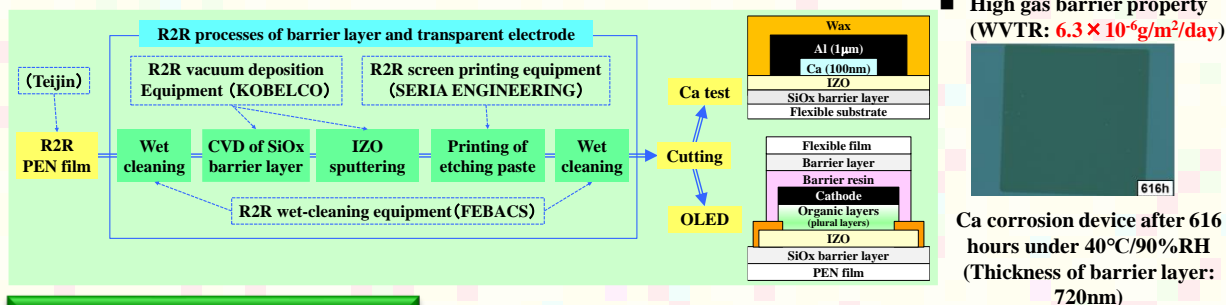 R2R processes of barrier layer and transparent electrode
(Teijin)
R2R vacuum deposition
Equipment (KOBELCO)
R2R screen printing equipment
(SERIA ENGINEERING)
R2R
PEN film
Wet
cleaning
CVD of SiOx
barrier layer
IZO
sputtering
Printing of
etching paste
Wet
cleaning
R2R wet-cleaning equipment(FEBACS)
Ca test
Cutting
OLED
Wax
Al (1μm)
Ca (100nm)
IZO
SiOx barrier layer
Flexible substrate
Flexible film
Barrier layer
Barrier resin
Cathode
Organic layers
(plural layers)
IZO
SiOx barrier layer
PEN film
■ High gas barrier property
(WVTR: 6.3×10⁻⁶g/m²/day)
616h
Ca corrosion device after 616
hours under 40°C/90%RH
(Thickness of barrier layer:
720nm)